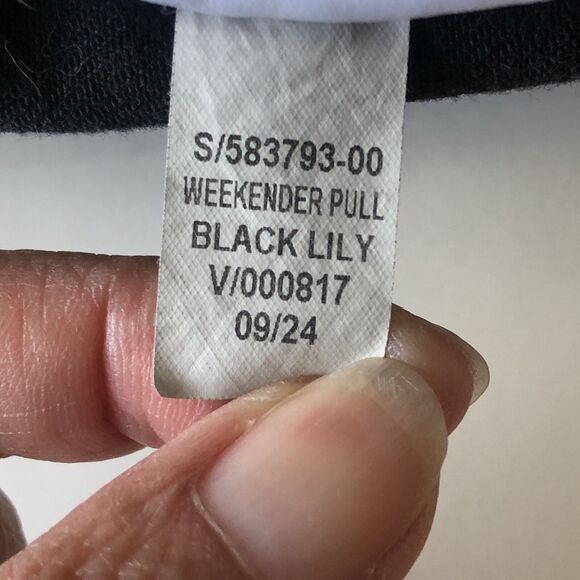 S/583793-00
WEEKENDER PULL
BLACK LILY
V/000817
09/24